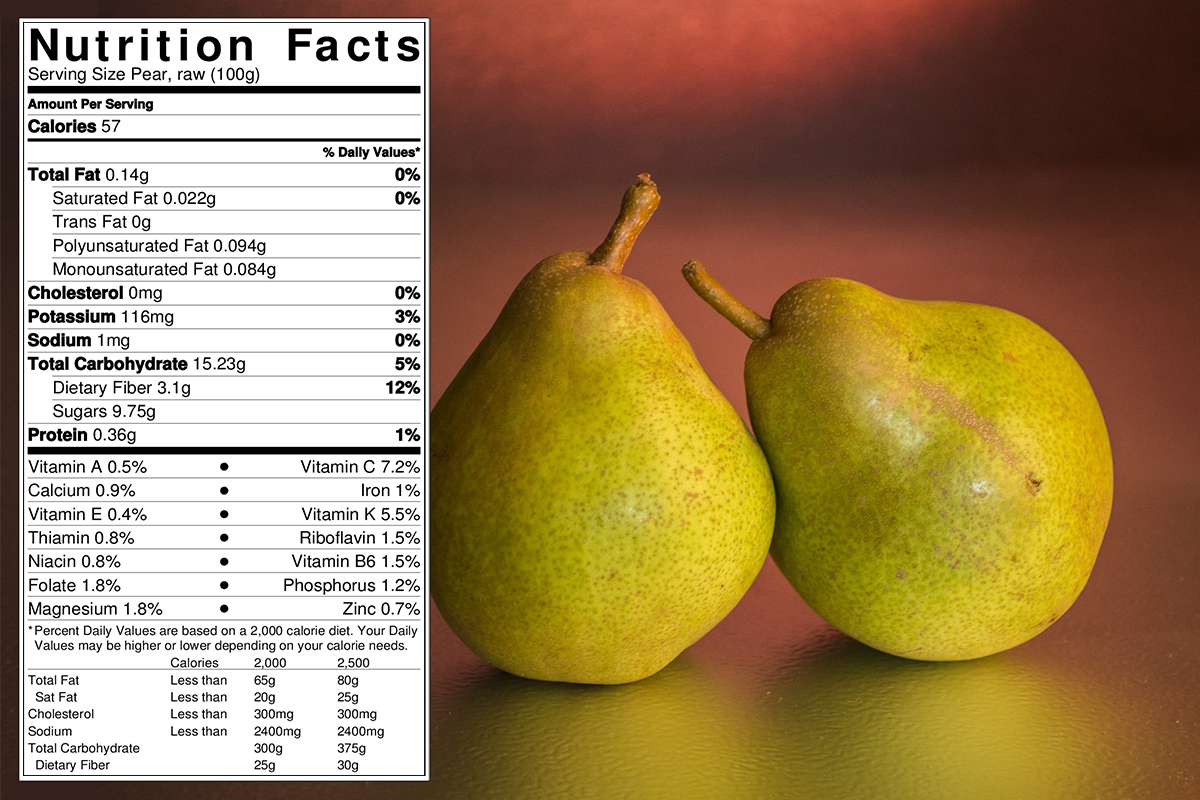 Nutrition Facts
Serving Size Pear, raw (100g)
Amount Per Serving
Calories 57
% Daily Values*
Total Fat 0.14g 0%
Saturated Fat 0.022g 0%
Trans Fat 0g
Polyunsaturated Fat 0.094g
Monounsaturated Fat 0.084g
Cholesterol 0mg 0%
Potassium 116mg 3%
Sodium 1mg 0%
Total Carbohydrate 15.23g 5%
Dietary Fiber 3.1g 12%
Sugars 9.75g
Protein 0.36g 1%
Vitamin A 0.5% • Vitamin C 7.2%
Calcium 0.9% • Iron 1%
Vitamin E 0.4% • Vitamin K 5.5%
Thiamin 0.8% • Riboflavin 1.5%
Niacin 0.8% • Vitamin B6 1.5%
Folate 1.8% • Phosphorus 1.2%
Magnesium 1.8% • Zinc 0.7%
*Percent Daily Values are based on a 2,000 calorie diet. Your Daily
Values may be higher or lower depending on your calorie needs.
Calories 2,000 2,500
Total Fat Less than 65g 80g
Sat Fat Less than 20g 25g
Cholesterol Less than 300mg 300mg
Sodium Less than 2400mg 2400mg
Total Carbohydrate 300g 375g
Dietary Fiber 25g 30g